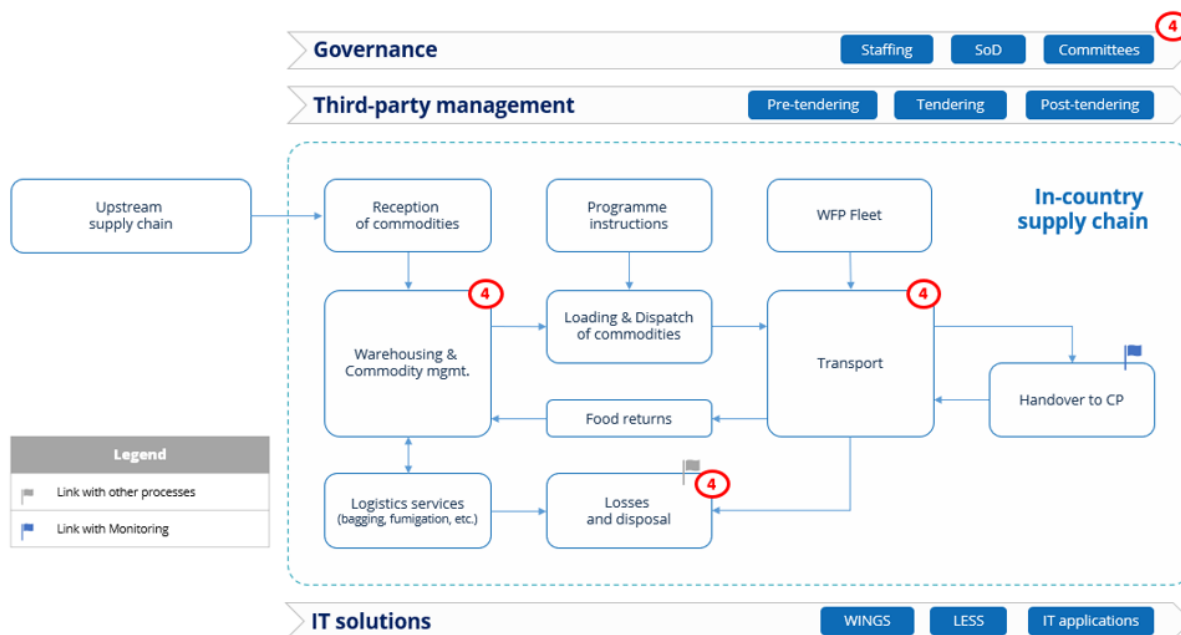 4
Governance
Staffing
SoD
Committees
Third-party management
Pre-tendering
Tendering
Post-tendering
Upstream
supply chain
Reception
of commodities
Programme
instructions
WFP Fleet
In-country
supply chain
4
Warehousing &
Commodity mgmt.
Loading & Dispatch
of commodities
4
Transport
Handover to CP
Food returns
Legend
Link with other processes
Link with Monitoring
Logistics services
(bagging, fumigation, etc.)
4
Losses
and disposal
IT solutions
WINGS
LESS
IT applications